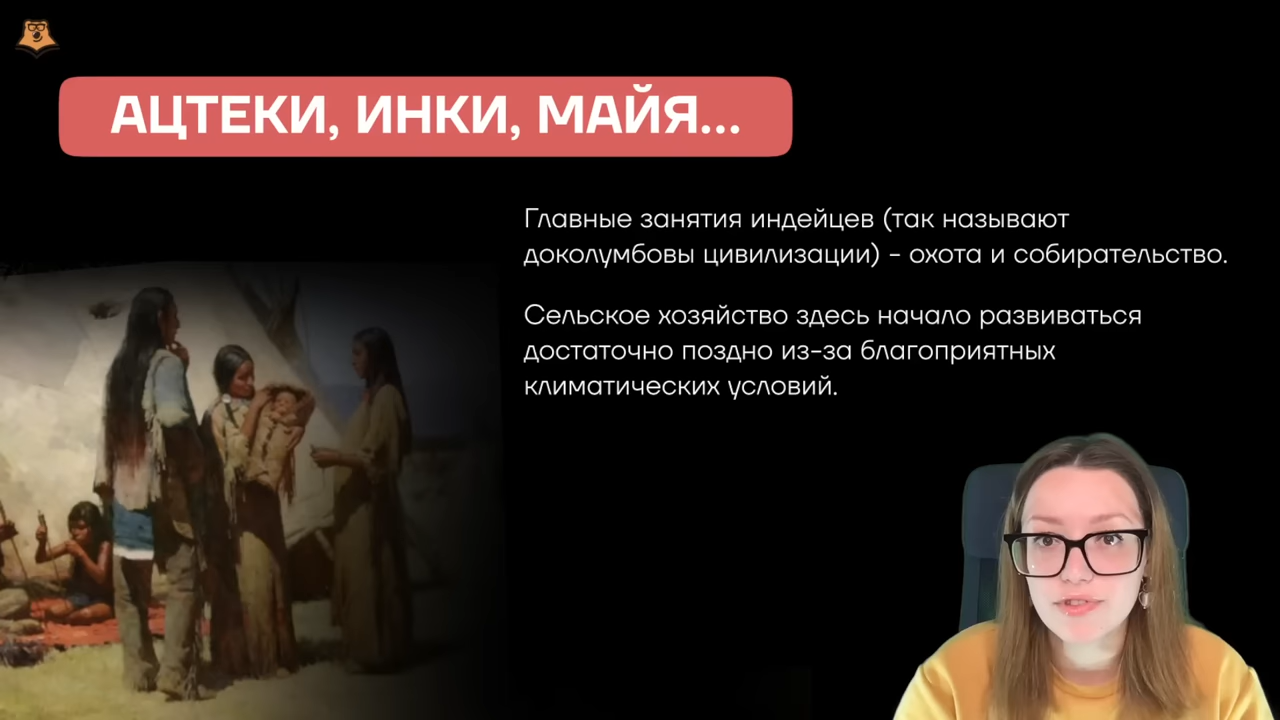 АЦТЕКИ, ИНКИ, МАЙЯ...
Главные занятия индейцев (так называют
доколумбовы цивилизации) - охота и собирательство.
Сельское хозяйство здесь начало развиваться
достаточно поздно из-за благоприятных
климатических условий.